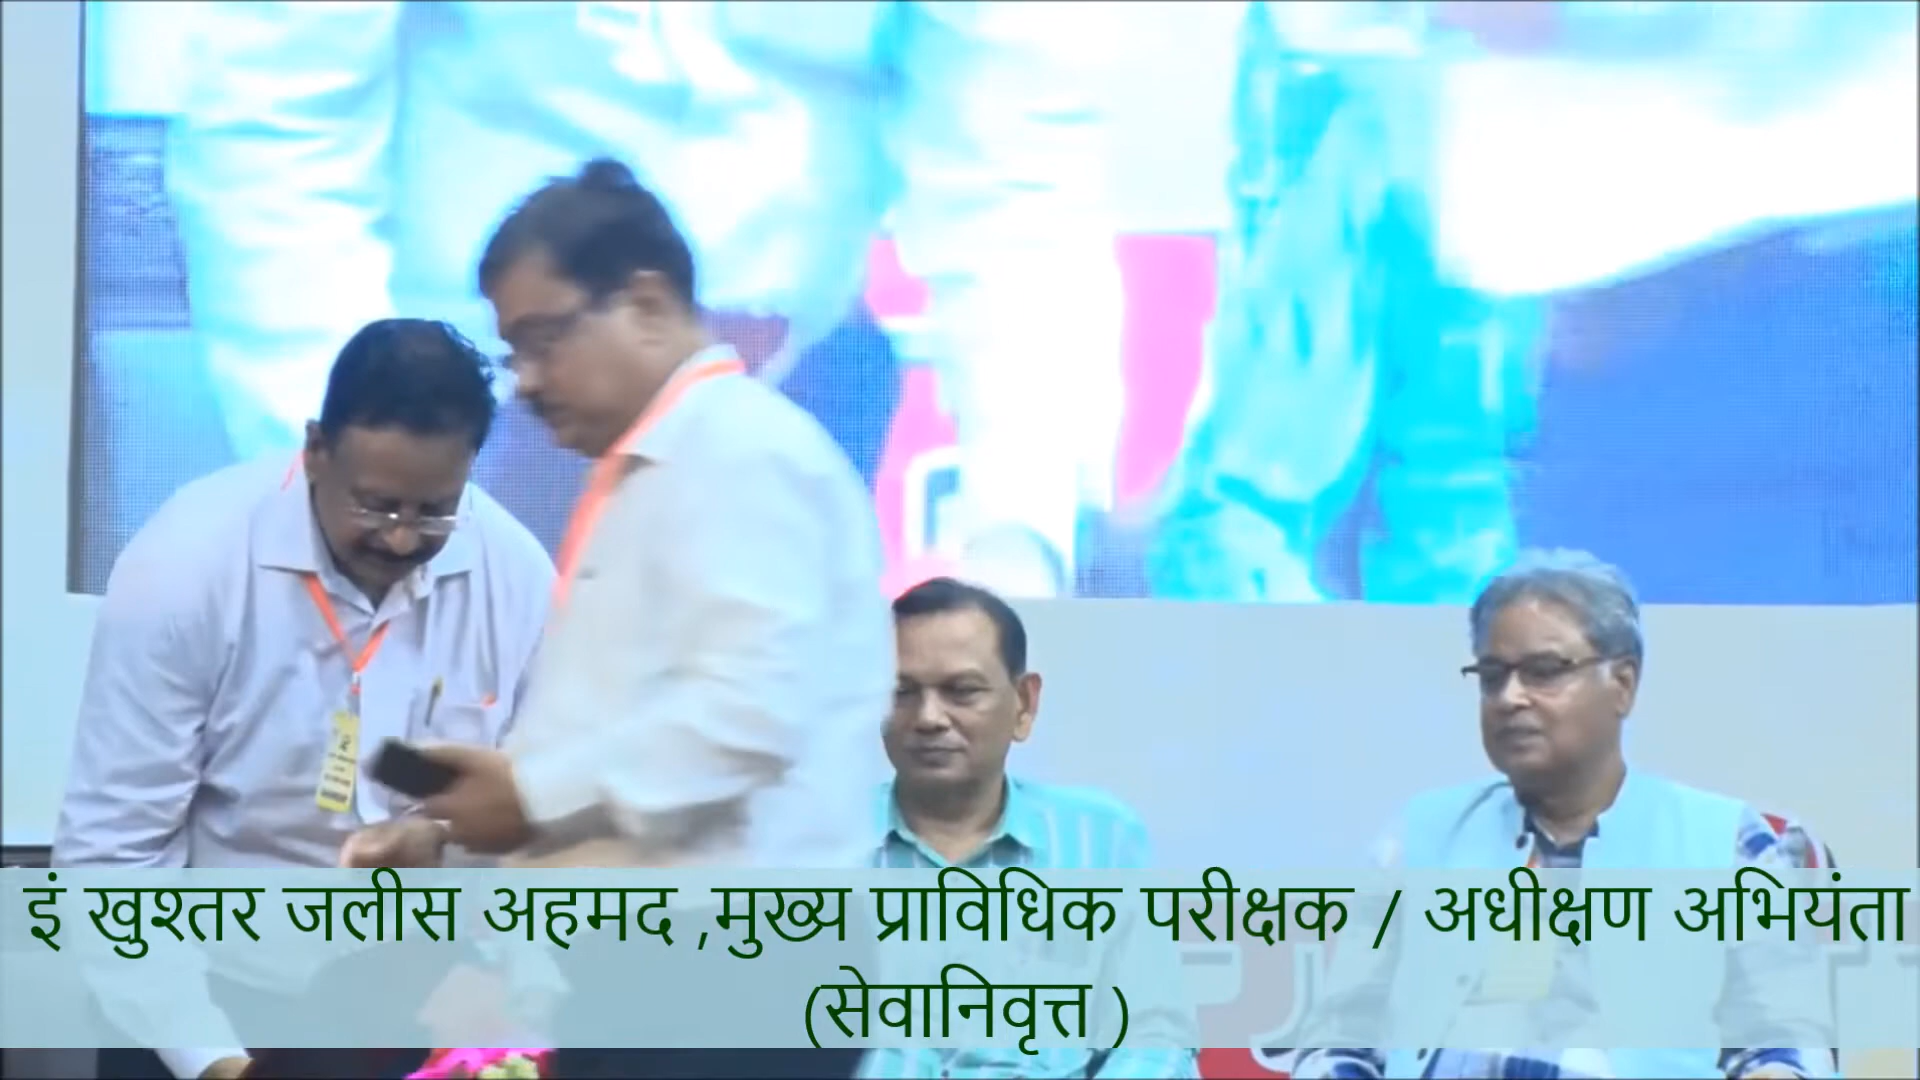 इं खुश्तर जलीस अहमद ,मुख्य प्राविधिक परीक्षक / अधीक्षण अभियंता
(सेवानिवृत्त )